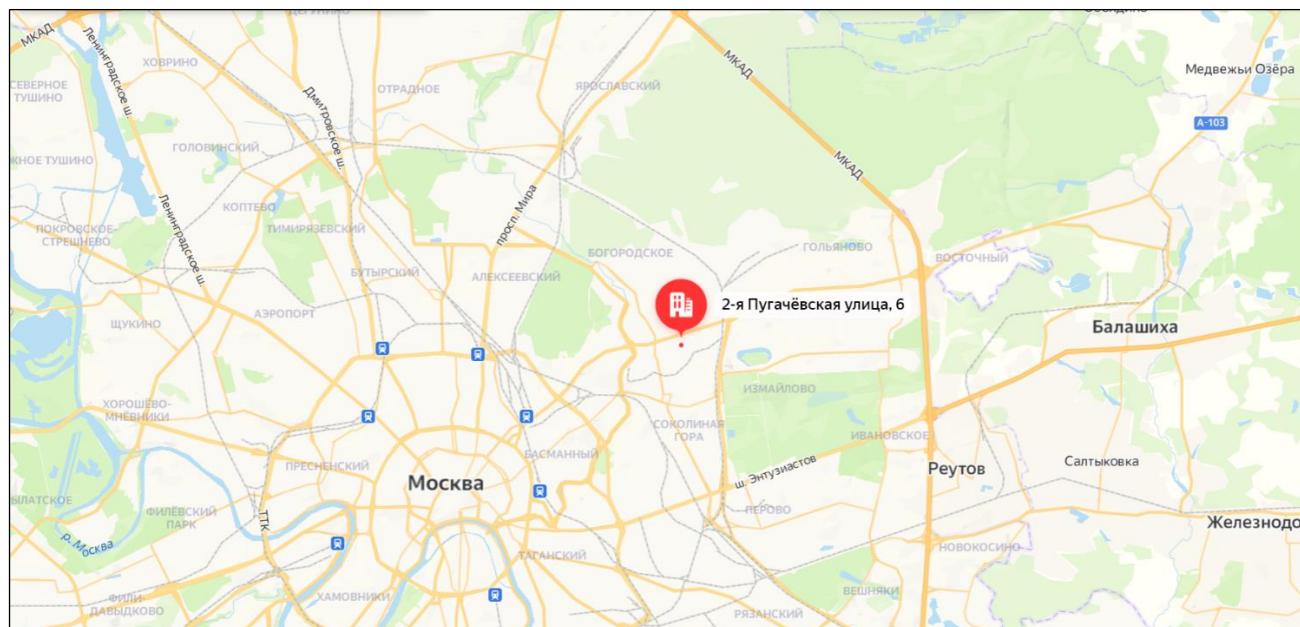 МКАД
Ленинградское ш.
ХОВРИНО
СЕВЕРНОЕ
ТУШИНО
Дмитровское ш.
ОТРАДНОЕ
ЯРОСЛАВСКИЙ
МКАД
Медвежьи Озёра
А-103
ГОЛОВИНСКИЙ
ЖНОЕ ТУШИНО
МКАД
Ленинградское ш.
КОПТЕВО
просп. Мира
ПОКРОВСКОЕ-
СТРЕШНЕВО
ТИМИРЯЗЕВСКИЙ
БОГОРОДСКОЕ
ГОЛЬЯНОВО
ВОСТОЧНЫЙ
БУТЫРСКИЙ
АЛЕКСЕЕВСКИЙ
2-я Пугачёвская улица, 6
АЭРОПОРТ
ЩУКИНО
Балашиха
ИЗМАЙЛОВО
ХОРОШЁВО-
МНЁВНИКИ
СОКОЛИНАЯ
ГОРА
ИВАНОВСКОЕ
БАСМАННЫЙ
ПРЕСНЕНСКИЙ
ш. Энтузиастов
Реутов
Салтыковка
Москва
ЫЛАТСКОЕ
ФИЛЁВСКИЙ
ПАРК
ТТК
ПЕРОВО
Железнодо
р. Москва
ТАГАНСКИЙ
НОВОКОСИНО
ФИЛИ-
ДАВЫДКОВО
ХАМОВНИКИ
ВЕШНЯКИ
РЯЗАНСКИЙ